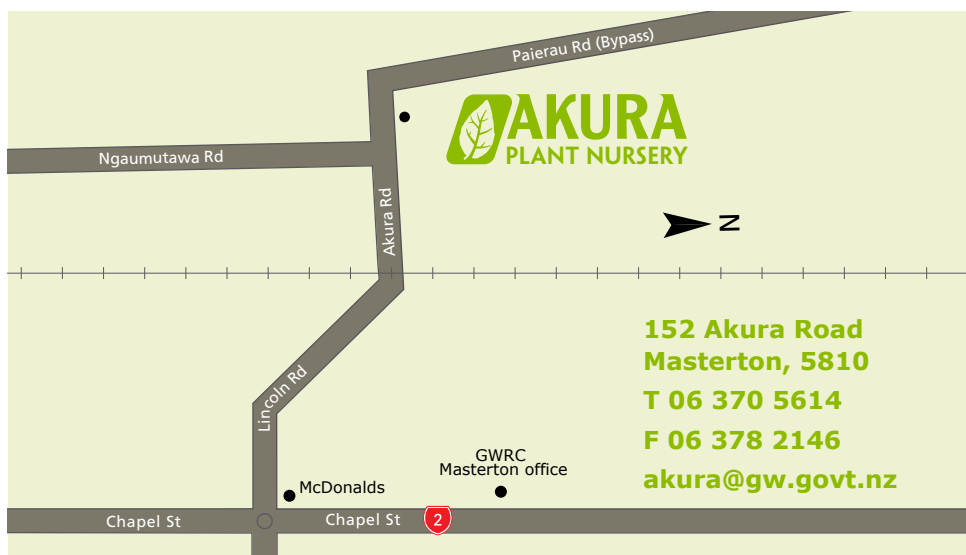 Paierau Rd (Bypass)
AKURA
PLANT NURSERY
Ngaumutawa Rd
Akura Rd
N
152 Akura Road
Masterton, 5810
T 06 370 5614
F 06 378 2146
akura@gw.govt.nz
Lincoln Rd
GWRC
Masterton office
McDonalds
Chapel St
Chapel St
2